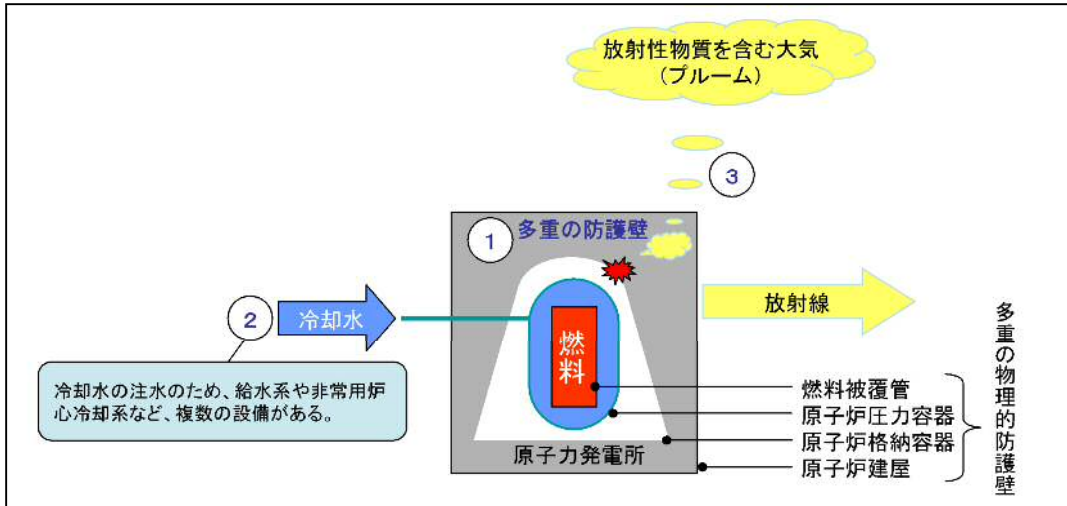 放射性物質を含む大気
(プルーム)
3
1
多重の防護壁
2
冷却水
放射線
燃料
冷却水の注水のため、給水系や非常用炉
心冷却系など、複数の設備がある。
燃料被覆管
原子炉圧力容器
原子炉格納容器
原子炉建屋
原子力発電所
多重の物理的防護壁